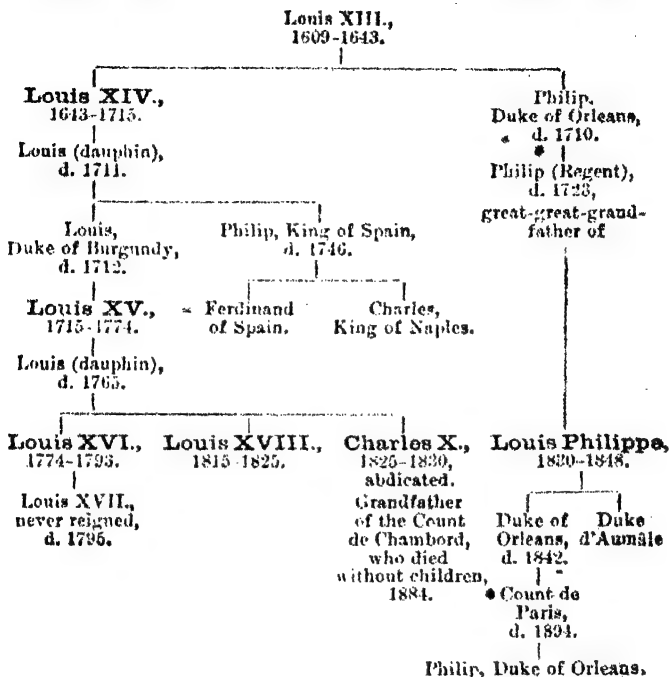 Louis XIII.,
1609-1643.
Louis XIV.,
1643-1715.
Philip,
Duke of Orleans,
d. 1710.
Louis (dauphin),
d. 1711.
Philip (Regent),
d. 1723,
great-great-grand-
father of
Louis,
Duke of Burgundy,
d. 1712.
Philip, King of Spain,
d. 1746.
Louis XV.,
1715-1774.
Ferdinand
of Spain.
Charles,
King of Naples.
Louis (dauphin),
d. 1765.
Louis XVI.,
1774-1793.
Louis XVIII.,
1815-1825.
Charles X.,
1825-1830,
abdicated.
Grandfather
of the Count
de Chambord,
who died
without children,
1884.
Louis Philippe,
1830-1848.
Louis XVII.,
never reigned,
d. 1795.
Duke of
Orleans,
d. 1842.
Duke
d'Aumâle
Count de
Paris,
d. 1894.
Philip, Duke of Orleans.